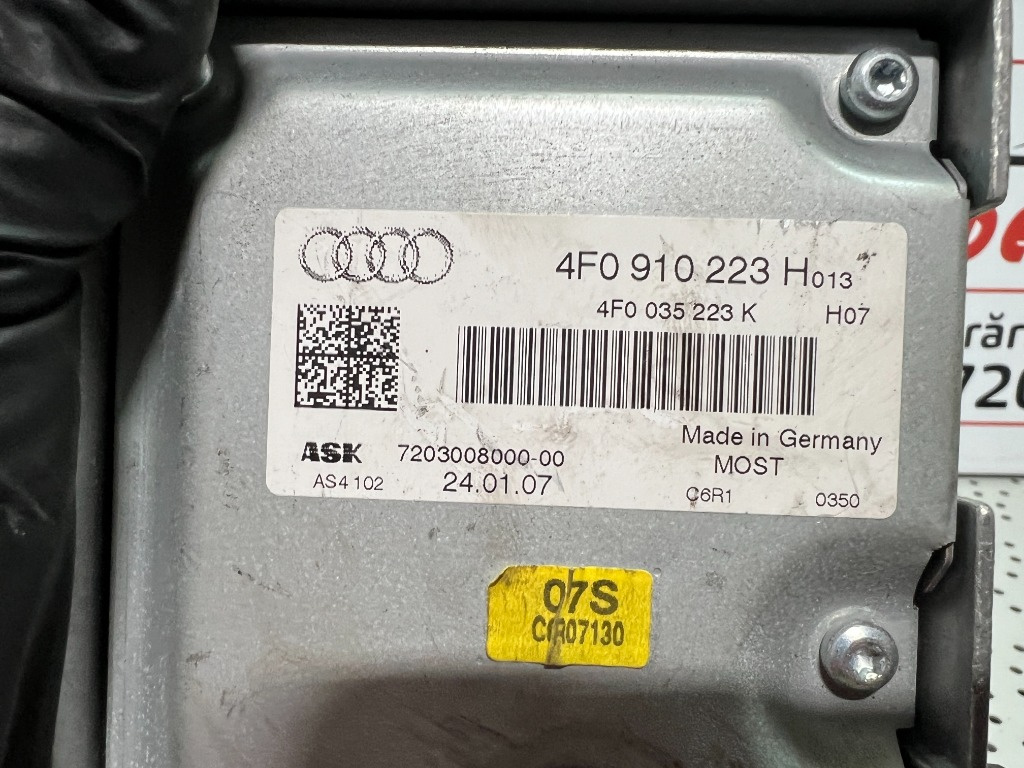 4F0 910 223 H013
4F0 035 223 K H07
Made in Germany
ASK 7203008000-00
MOST
AS4 102 24.01.07
C6R1 0350
07S
C6R07130